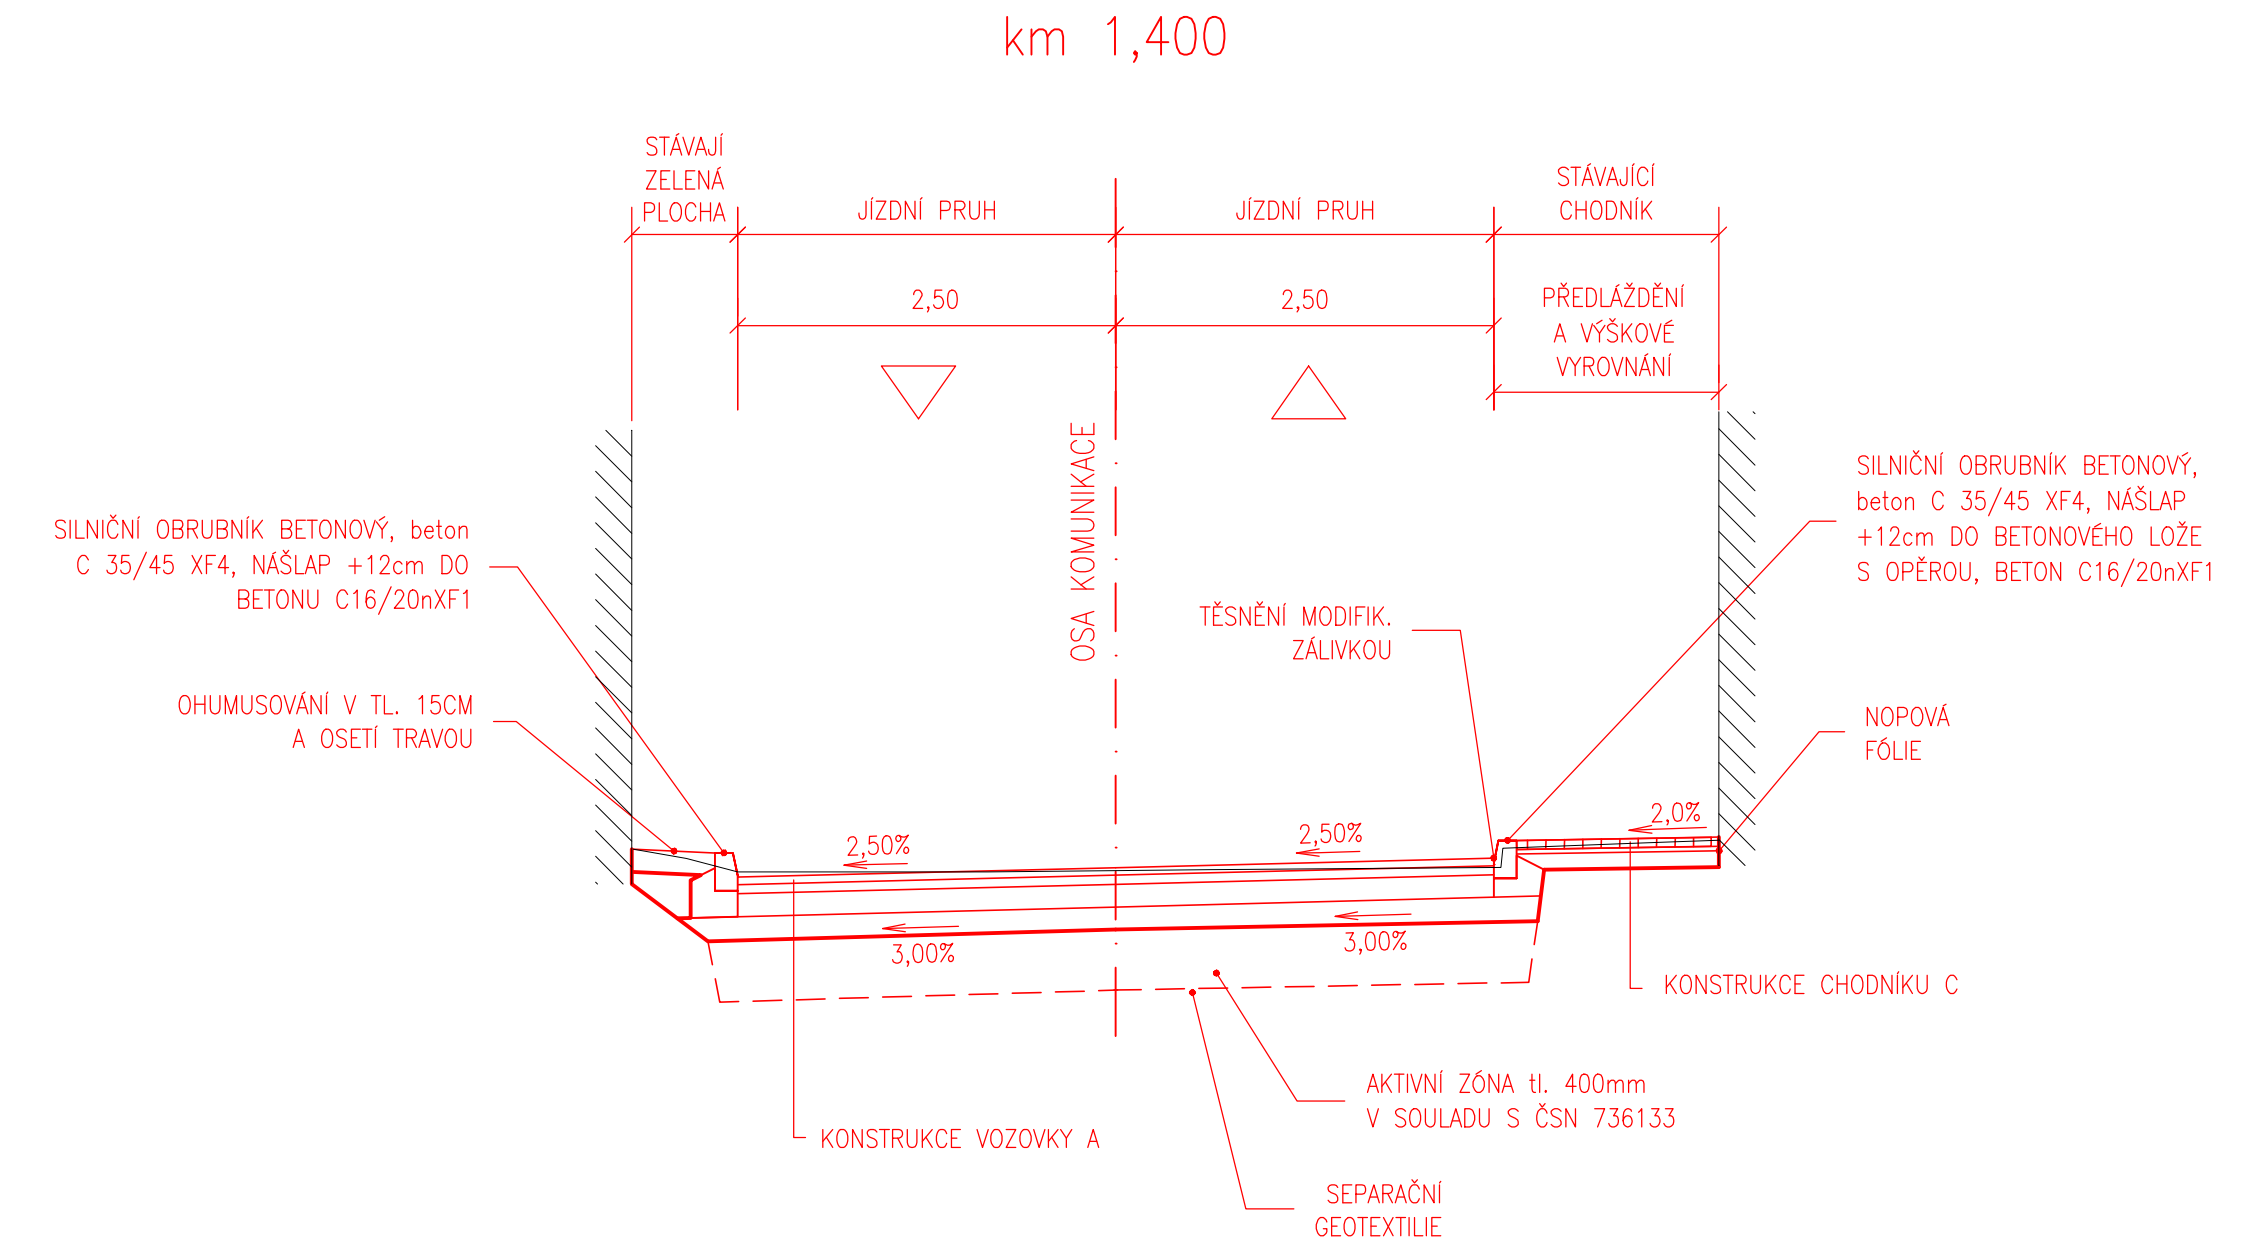 km 1,400
STÁVAJÍ
ZELENÁ
PLOCHA
JÍZDNÍ PRUH
JÍZDNÍ PRUH
STÁVAJÍCÍ
CHODNÍK
2,50
2,50
PŘEDLÁŽDĚNÍ
A VÝŠKOVÉ
VYROVNÁNÍ
OSA KOMUNIKACE
SILNIČNÍ OBRUBNÍK BETONOVÝ, beton
C 35/45 XF4, NÁŠLAP +12cm DO
BETONU C16/20nXF1
SILNIČNÍ OBRUBNÍK BETONOVÝ,
beton C 35/45 XF4, NÁŠLAP
+12cm DO BETONOVÉHO LOŽE
S OPĚROU, BETON C16/20nXF1
TĚSNĚNÍ MODIFIK.
ZÁLIVKOU
OHUMUSOVÁNÍ V TL. 15CM
A OSETÍ TRAVOU
NOPOVÁ
FÓLIE
2,50%
2,50%
2,0%
3,00%
3,00%
KONSTRUKCE CHODNÍKU C
AKTIVNÍ ZÓNA tl. 400mm
V SOULADU S ČSN 736133
KONSTRUKCE VOZOVKY A
SEPARAČNÍ
GEOTEXTILIE